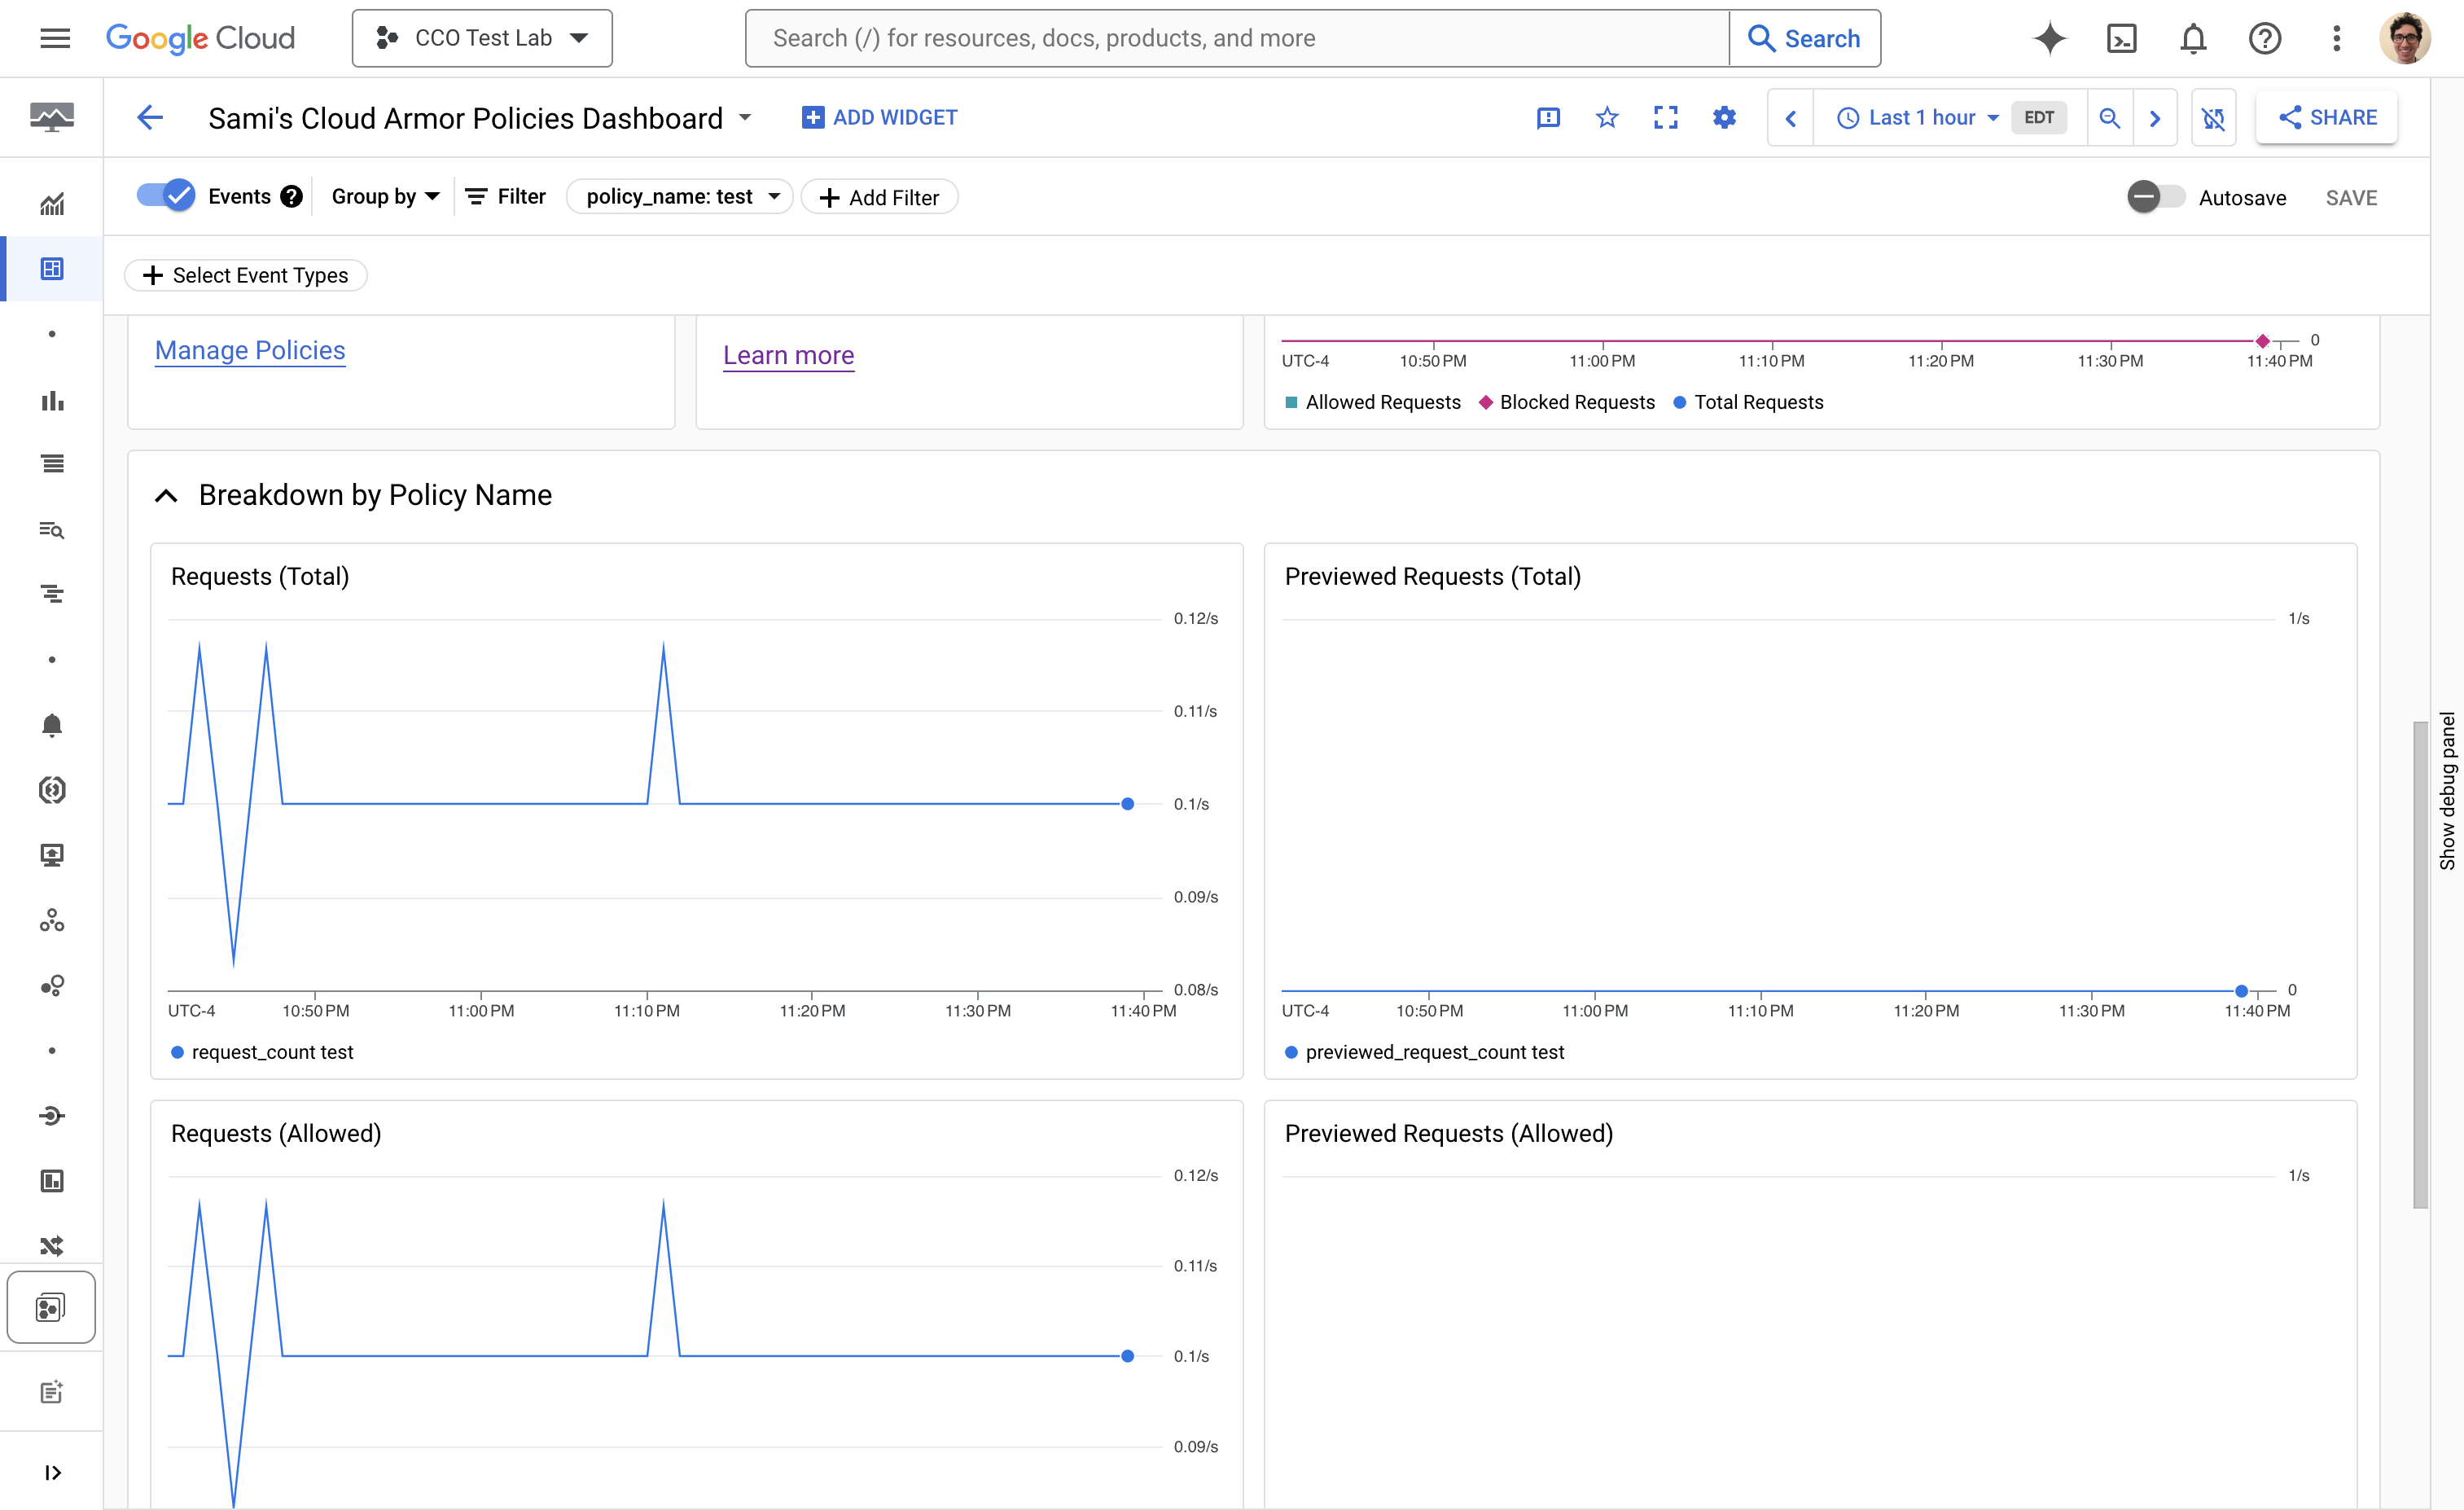 Google Cloud
CCO Test Lab
Search (/) for resources, docs, products, and more
Search
Sami's Cloud Armor Policies Dashboard
ADD WIDGET
Last 1 hour
EDT
SHARE
Events
Group by
Filter
policy_name: test
Add Filter
Autosave
SAVE
Select Event Types
Manage Policies
Learn more
0
UTC-4
10:50 PM
11:00 PM
11:10 PM
11:20 PM
11:30 PM
11:40 PM
Allowed Requests
Blocked Requests
Total Requests
Breakdown by Policy Name
Requests (Total)
0.12/s
0.11/s
0.1/s
0.09/s
0.08/s
UTC-4
10:50 PM
11:00 PM
11:10 PM
11:20 PM
11:30 PM
11:40 PM
request_count test
Previewed Requests (Total)
1/s
0
UTC-4
10:50 PM
11:00 PM
11:10 PM
11:20 PM
11:30 PM
11:40 PM
previewed_request_count test
Requests (Allowed)
0.12/s
0.11/s
0.1/s
0.09/s
Previewed Requests (Allowed)
1/s
Show debug panel